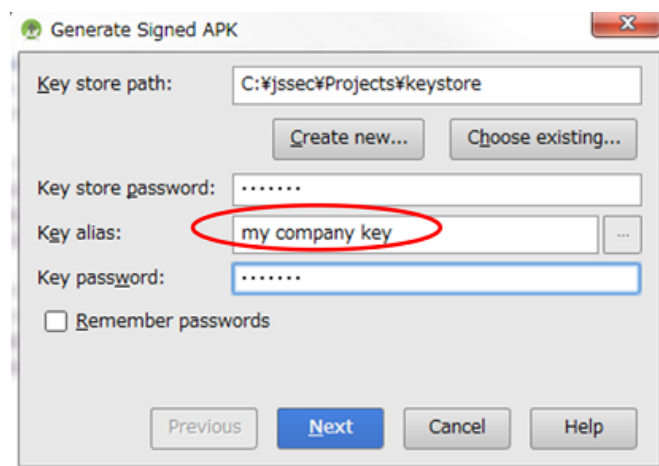 Generate Signed APK
Key store path: C:¥jssec¥Projects¥keystore
Create new... Choose existing...
Key store password: •••••••
Key alias: my company key ...
Key password: •••••••
Remember passwords
Previous Next Cancel Help